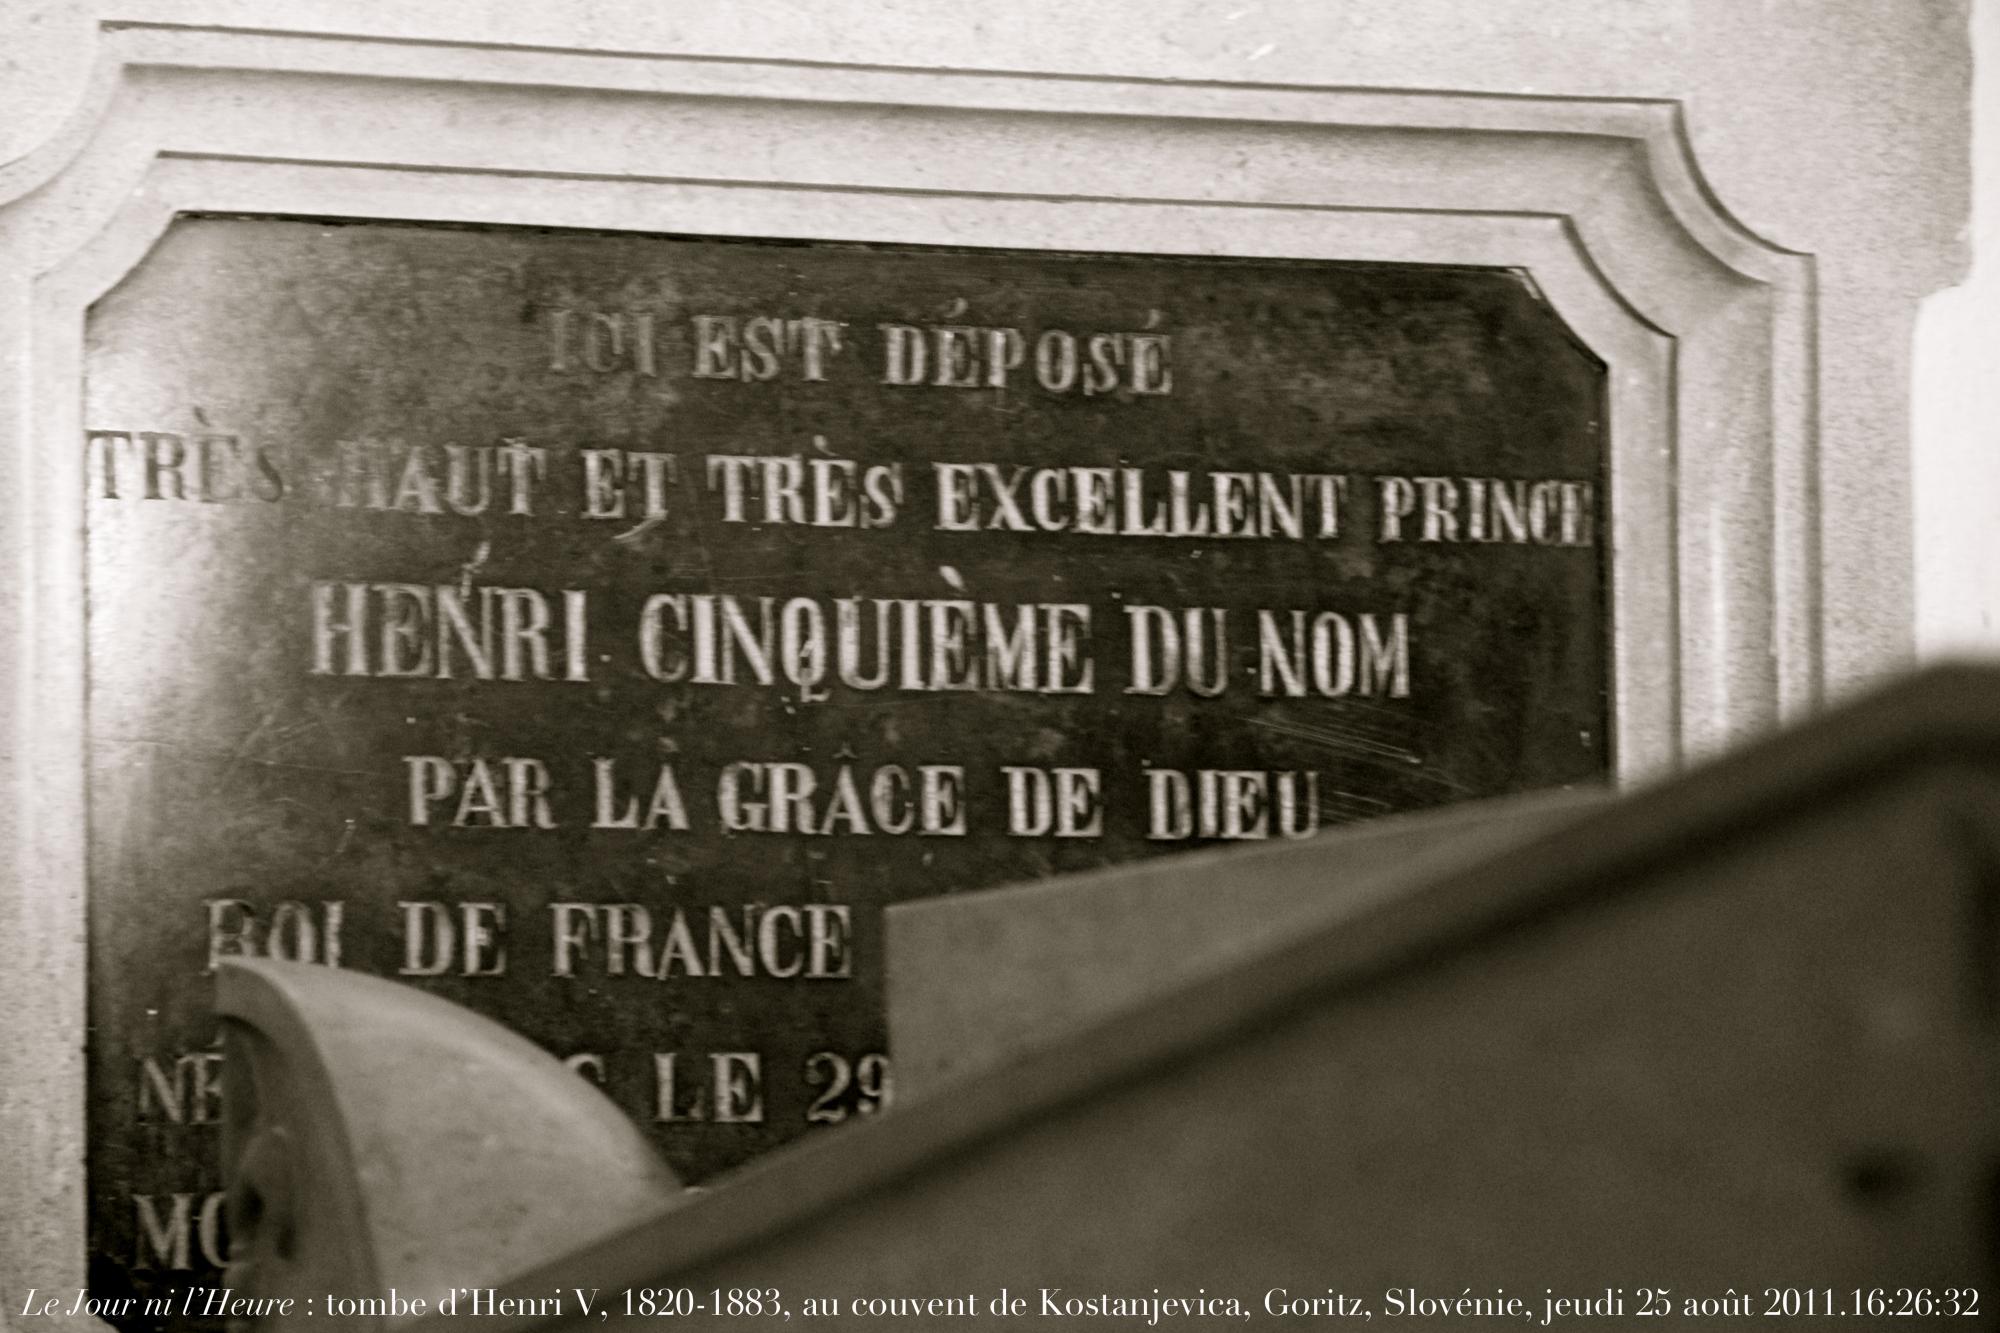 ICI EST DÉPOSÉ
TRÈS HAUT ET TRÈS EXCELLENT PRINCE
HENRI CINQUIÈME DU NOM
PAR LA GRÂCE DE DIEU
ROI DE FRANCE
LE 29
Le Jour ni l'Heure : tombe d'Henri V, 1820-1883, au couvent de Kostanjevica, Goritz, Slovénie, jeudi 25 août 2011.16:26:32